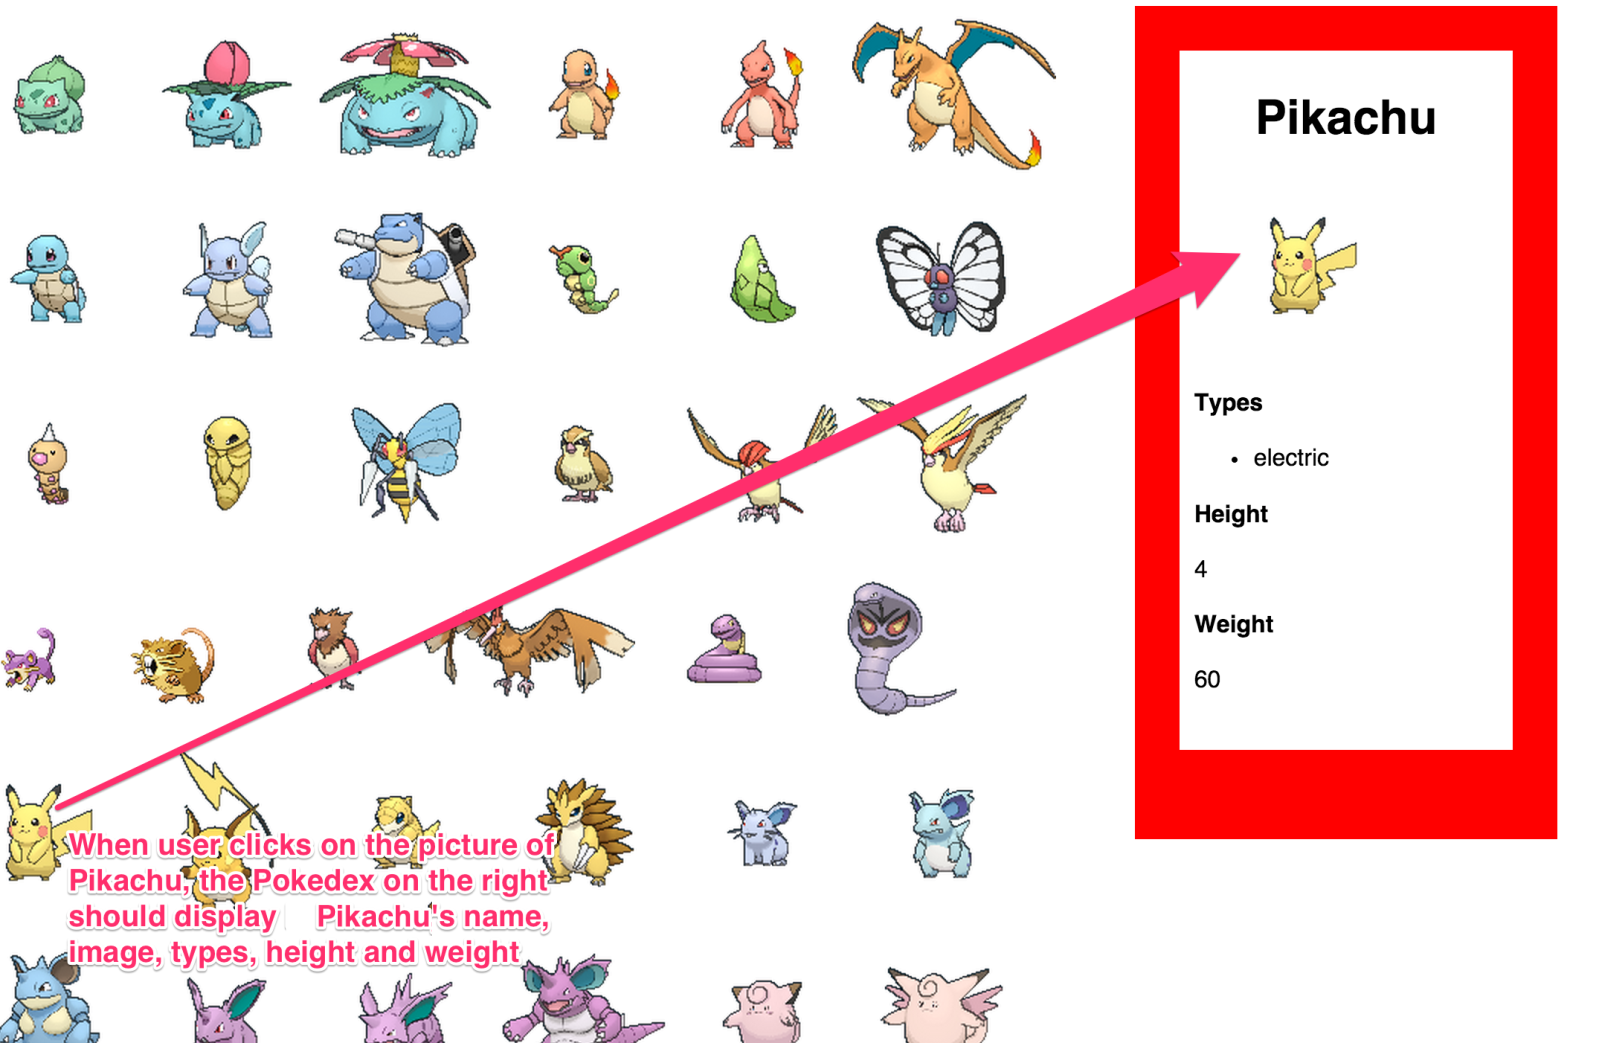 Pikachu
Types
• electric
Height
4
Weight
60
When user clicks on the picture of
Pikachu, the Pokedex on the right
should display Pikachu's name,
image, types, height and weight